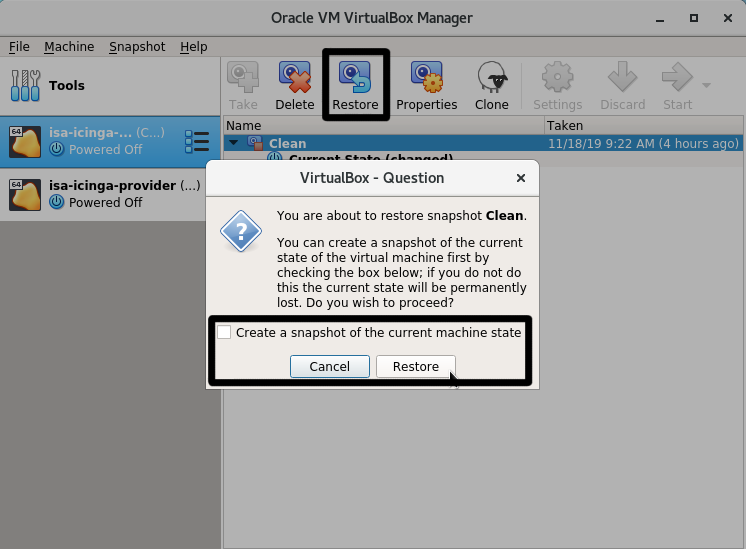 Oracle VM VirtualBox Manager
File Machine Snapshot Help
Tools
Take Delete Restore Properties Clone Settings Discard Start
Name Taken
64 isa-icinga-... (C...)
Powered Off
Clean 11/18/19 9:22 AM (4 hours ago)
Current State (changed)
64 isa-icinga-provider (...)
Powered Off
VirtualBox - Question
You are about to restore snapshot Clean.
You can create a snapshot of the current
state of the virtual machine first by
checking the box below; if you do not do
this the current state will be permanently
lost. Do you wish to proceed?
Create a snapshot of the current machine state
Cancel Restore